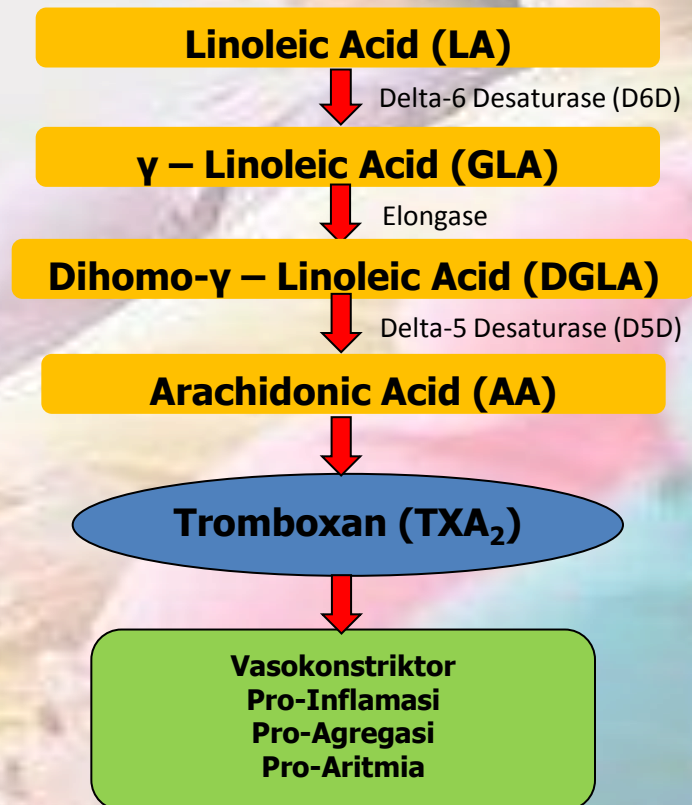 Linoleic Acid (LA)
Delta-6 Desaturase (D6D)
γ – Linoleic Acid (GLA)
Elongase
Dihomo-γ – Linoleic Acid (DGLA)
Delta-5 Desaturase (D5D)
Arachidonic Acid (AA)
Tromboxan (TXA₂)
Vasokonstriktor
Pro-Inflamasi
Pro-Agregasi
Pro-Aritmia